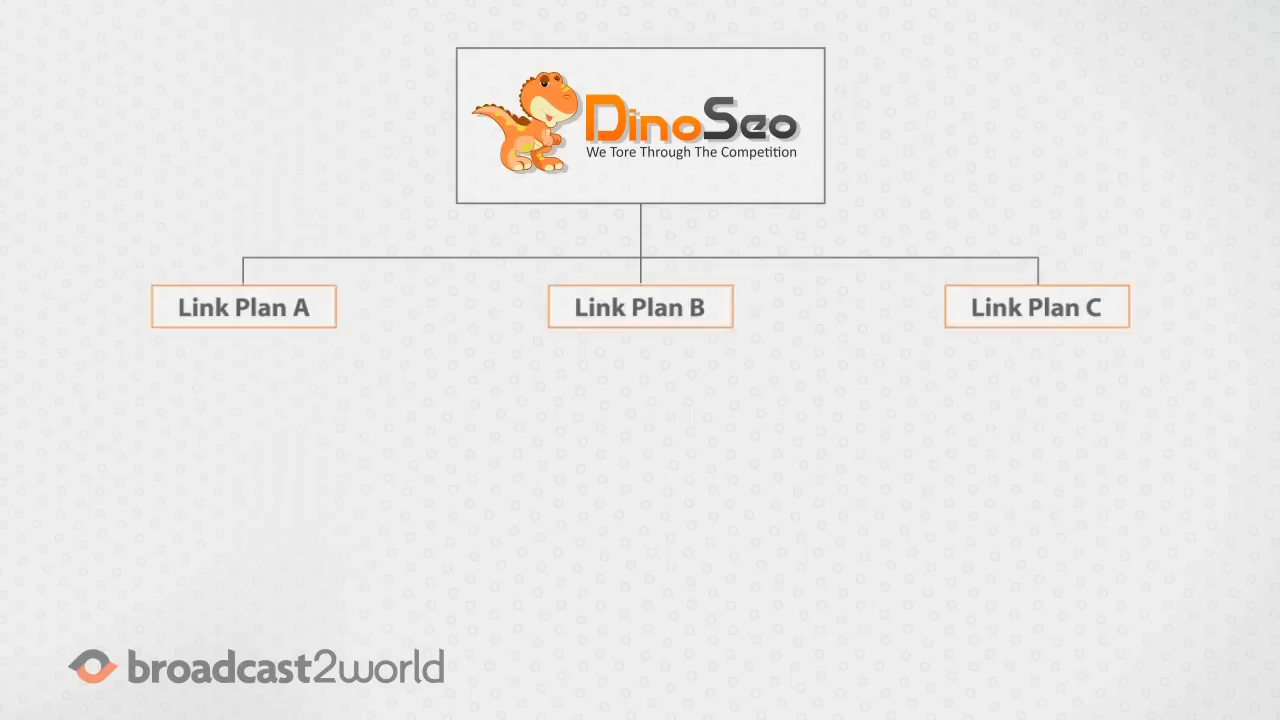 DinoSeo
We Tore Through The Competition
Link Plan A
Link Plan B
Link Plan C
broadcast2world